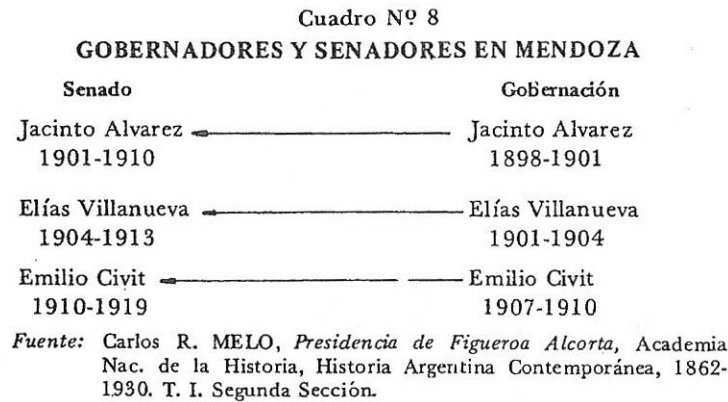 Cuadro Nº 8
GOBERNADORES Y SENADORES EN MENDOZA
Senado Gobernación
Jacinto Alvarez Jacinto Alvarez
1901-1910 1898-1901
Elías Villanueva Elías Villanueva
1904-1913 1901-1904
Emilio Civit Emilio Civit
1910-1919 1907-1910
Fuente: Carlos R. MELO, Presidencia de Figueroa Alcorta, Academia
Nac. de la Historia, Historia Argentina Contemporánea, 1862-
1930. T. I. Segunda Sección.